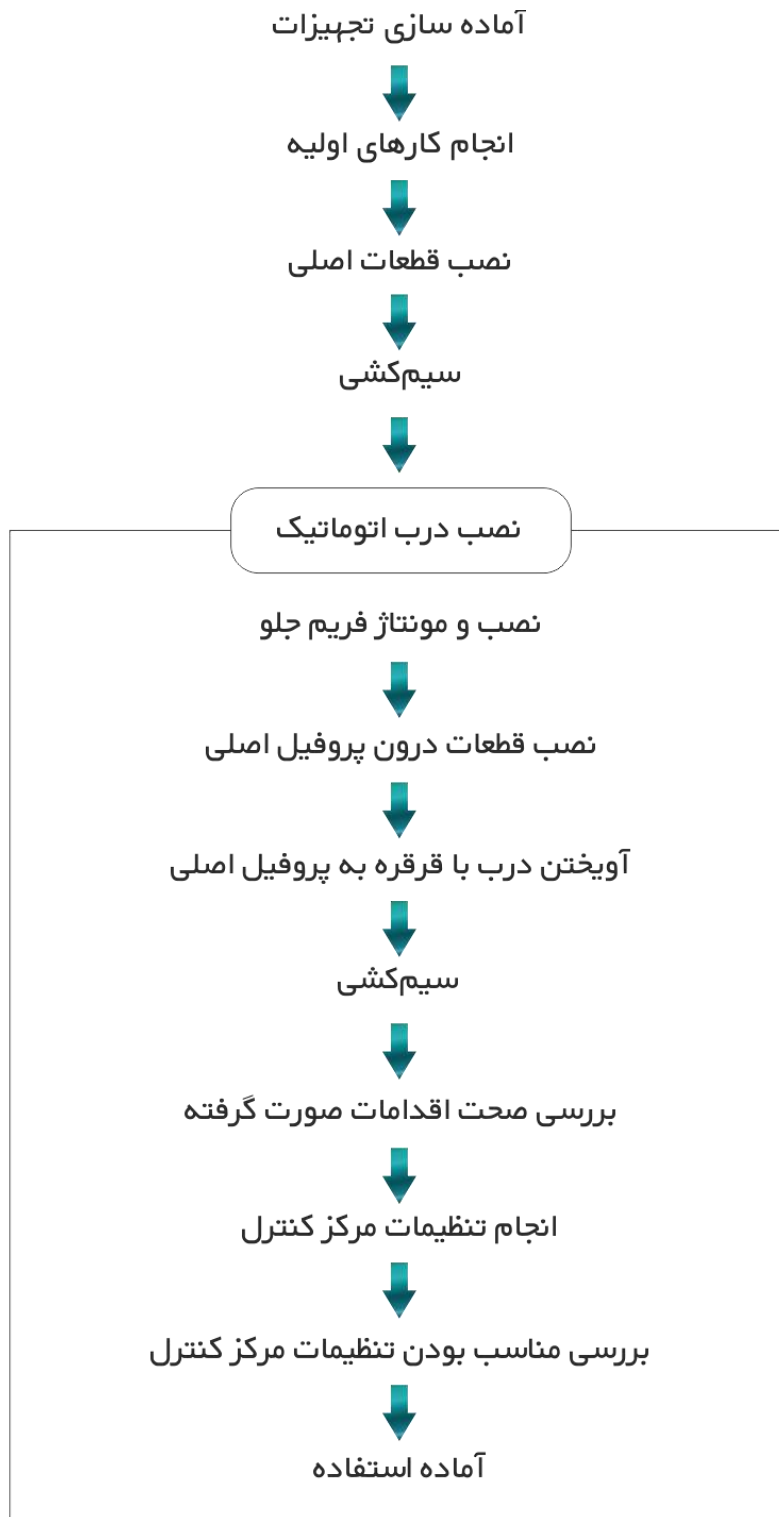 آماده سازی تجهیزات
انجام کارهای اولیه
نصب قطعات اصلی
سیم‌کشی
نصب درب اتوماتیک
نصب و مونتاژ فریم جلو
نصب قطعات درون پروفیل اصلی
آویختن درب با قرقره به پروفیل اصلی
سیم‌کشی
بررسی صحت اقدامات صورت گرفته
انجام تنظیمات مرکز کنترل
بررسی مناسب بودن تنظیمات مرکز کنترل
آماده استفاده